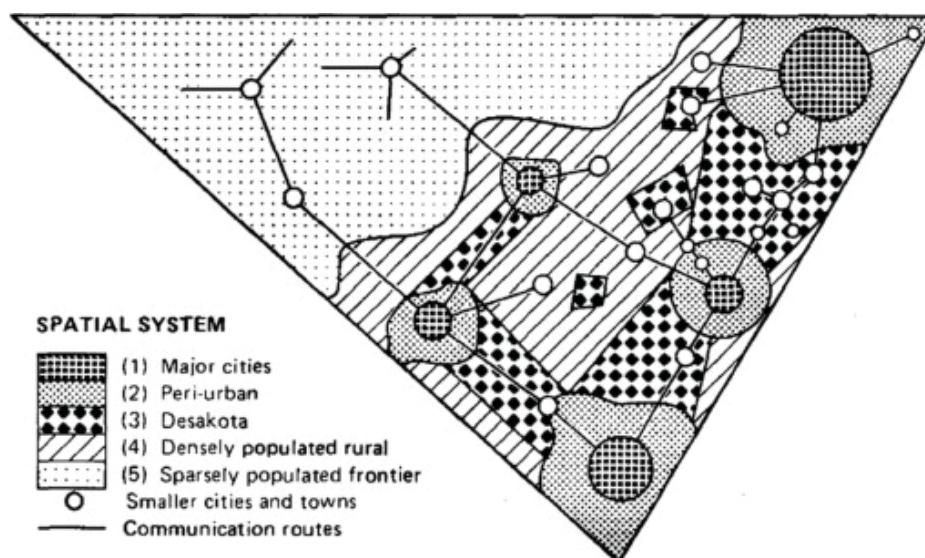 SPATIAL SYSTEM
(1) Major cities
(2) Peri-urban
(3) Desakota
(4) Densely populated rural
(5) Sparsely populated frontier
Smaller cities and towns
Communication routes